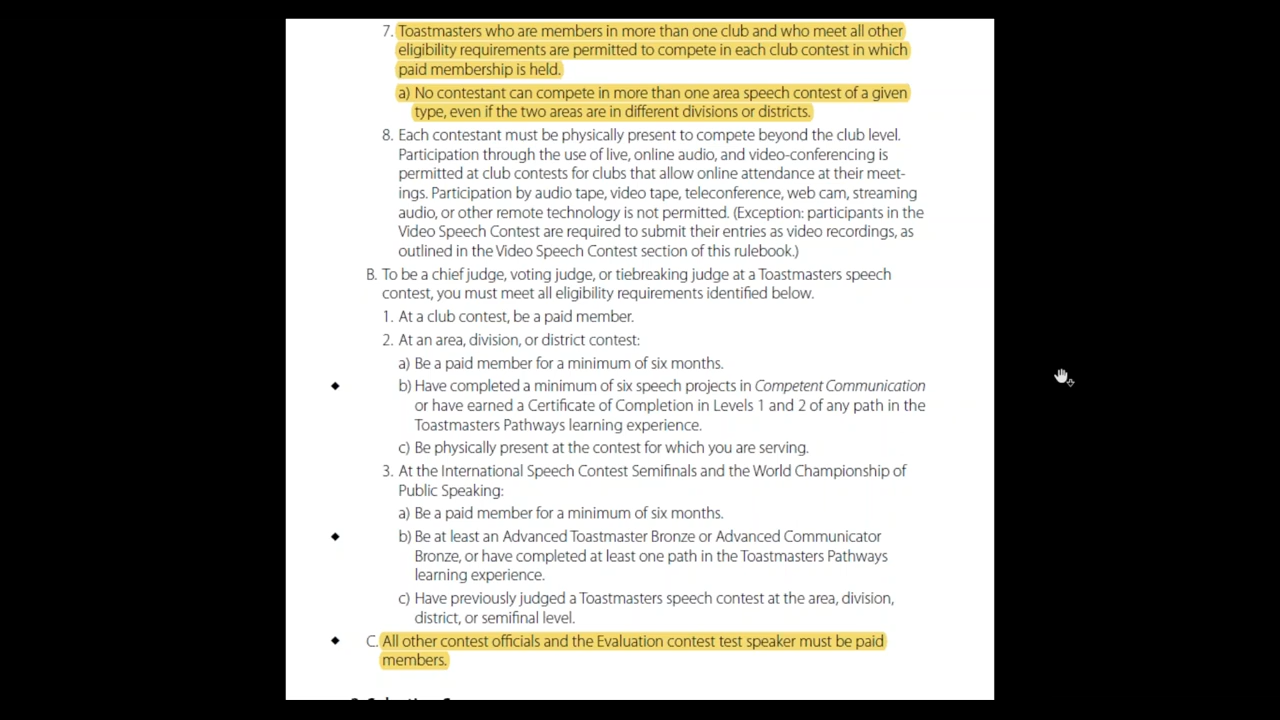 7. Toastmasters who are members in more than one club and who meet all other
eligibility requirements are permitted to compete in each club contest in which
paid membership is held.
a) No contestant can compete in more than one area speech contest of a given
type, even if the two areas are in different divisions or districts.
8. Each contestant must be physically present to compete beyond the club level.
Participation through the use of live, online audio, and video-conferencing is
permitted at club contests for clubs that allow online attendance at their meet-
ings. Participation by audio tape, video tape, teleconference, web cam, streaming
audio, or other remote technology is not permitted. (Exception: participants in the
Video Speech Contest are required to submit their entries as video recordings, as
outlined in the Video Speech Contest section of this rulebook.)
B. To be a chief judge, voting judge, or tiebreaking judge at a Toastmasters speech
contest, you must meet all eligibility requirements identified below.
1. At a club contest, be a paid member.
2. At an area, division, or district contest:
a) Be a paid member for a minimum of six months.
◆ b) Have completed a minimum of six speech projects in Competent Communication
or have earned a Certificate of Completion in Levels 1 and 2 of any path in the
Toastmasters Pathways learning experience.
c) Be physically present at the contest for which you are serving.
3. At the International Speech Contest Semifinals and the World Championship of
Public Speaking:
a) Be a paid member for a minimum of six months.
◆ b) Be at least an Advanced Toastmaster Bronze or Advanced Communicator
Bronze, or have completed at least one path in the Toastmasters Pathways
learning experience.
c) Have previously judged a Toastmasters speech contest at the area, division,
district, or semifinal level.
◆ C. All other contest officials and the Evaluation contest test speaker must be paid
members.